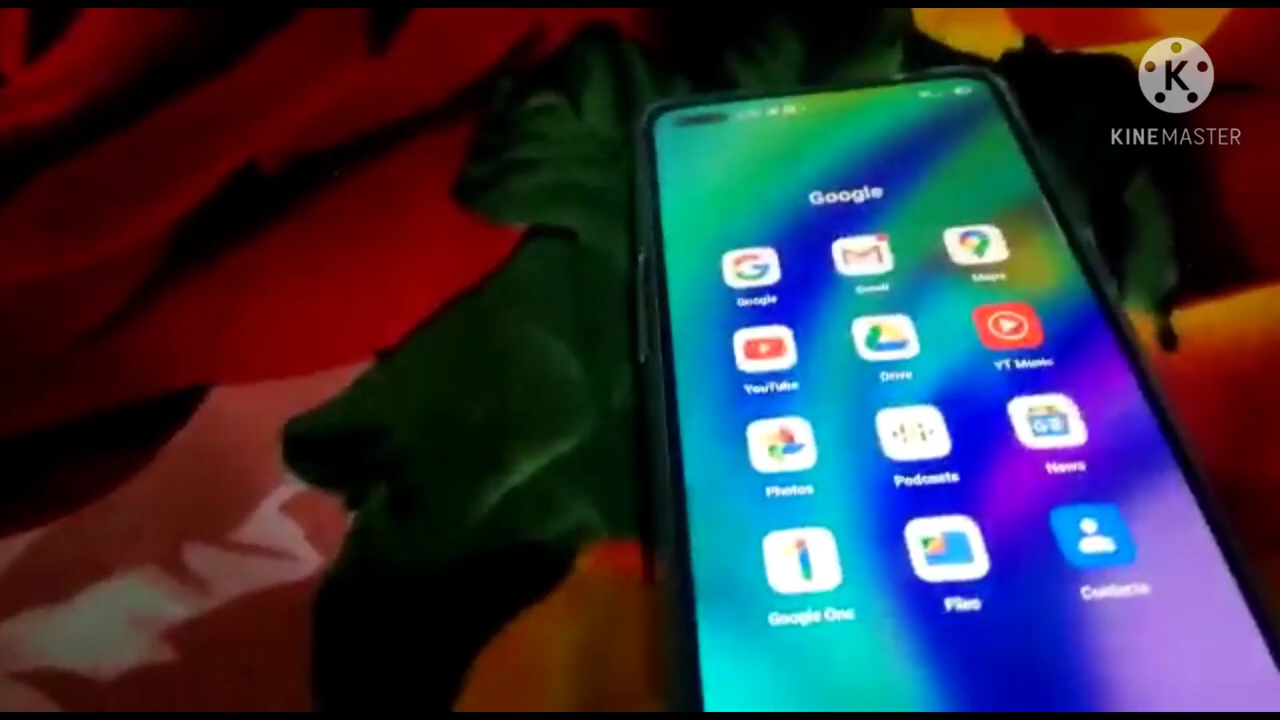 K
KINEMASTER
Google
Google Gmail Maps
YouTube Drive YT Music
Photos Podcasts News
Google One Files Contacts